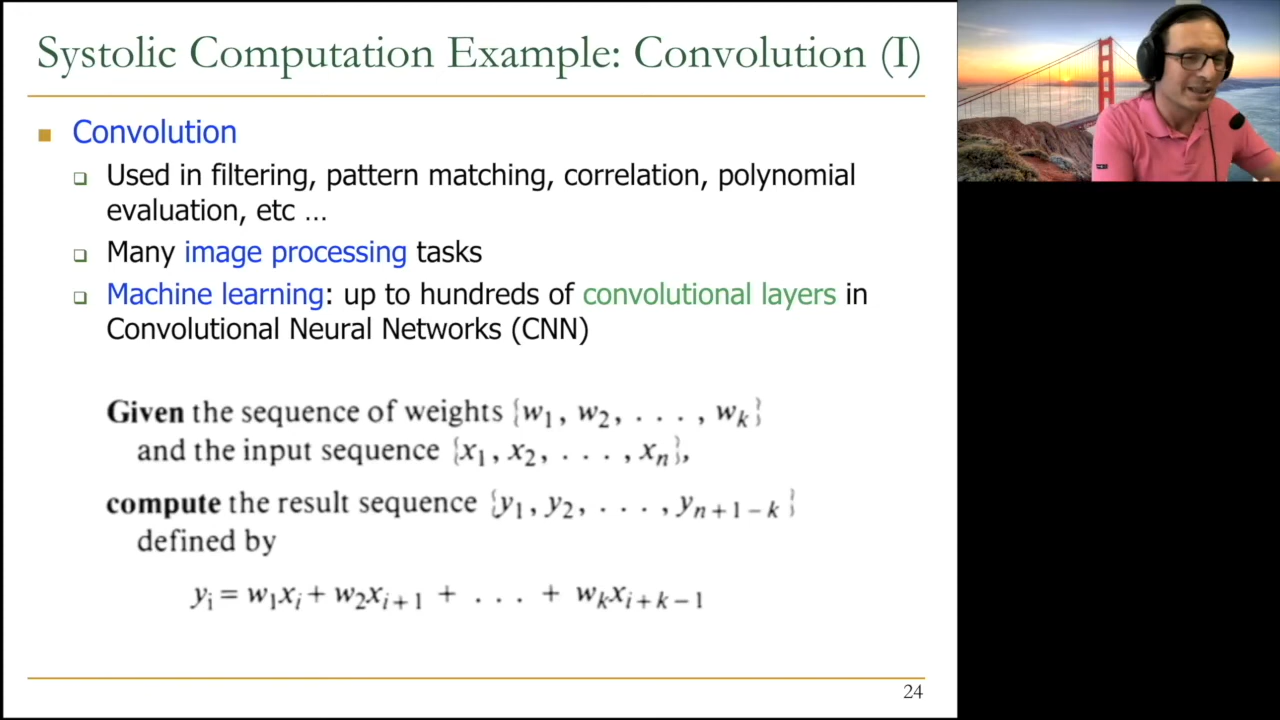 Systolic Computation Example: Convolution (I)
Convolution
Used in filtering, pattern matching, correlation, polynomial
evaluation, etc …
Many image processing tasks
Machine learning: up to hundreds of convolutional layers in
Convolutional Neural Networks (CNN)
Given the sequence of weights {w₁, w₂, . . . , wₖ}
and the input sequence {x₁, x₂, . . . , xₙ},
compute the result sequence {y₁, y₂, . . . , yₙ₊₁₋ₖ}
defined by
yᵢ = w₁xᵢ + w₂xᵢ₊₁ + . . . + wₖxᵢ₊ₖ₋₁
24